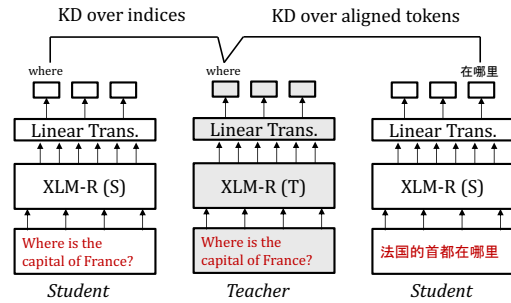 KD over indices
KD over aligned tokens
where
where
在哪里
Linear Trans.
Linear Trans.
Linear Trans.
XLM-R (S)
XLM-R (T)
XLM-R (S)
Where is the
capital of France?
Where is the
capital of France?
法国的首都在哪里
Student
Teacher
Student